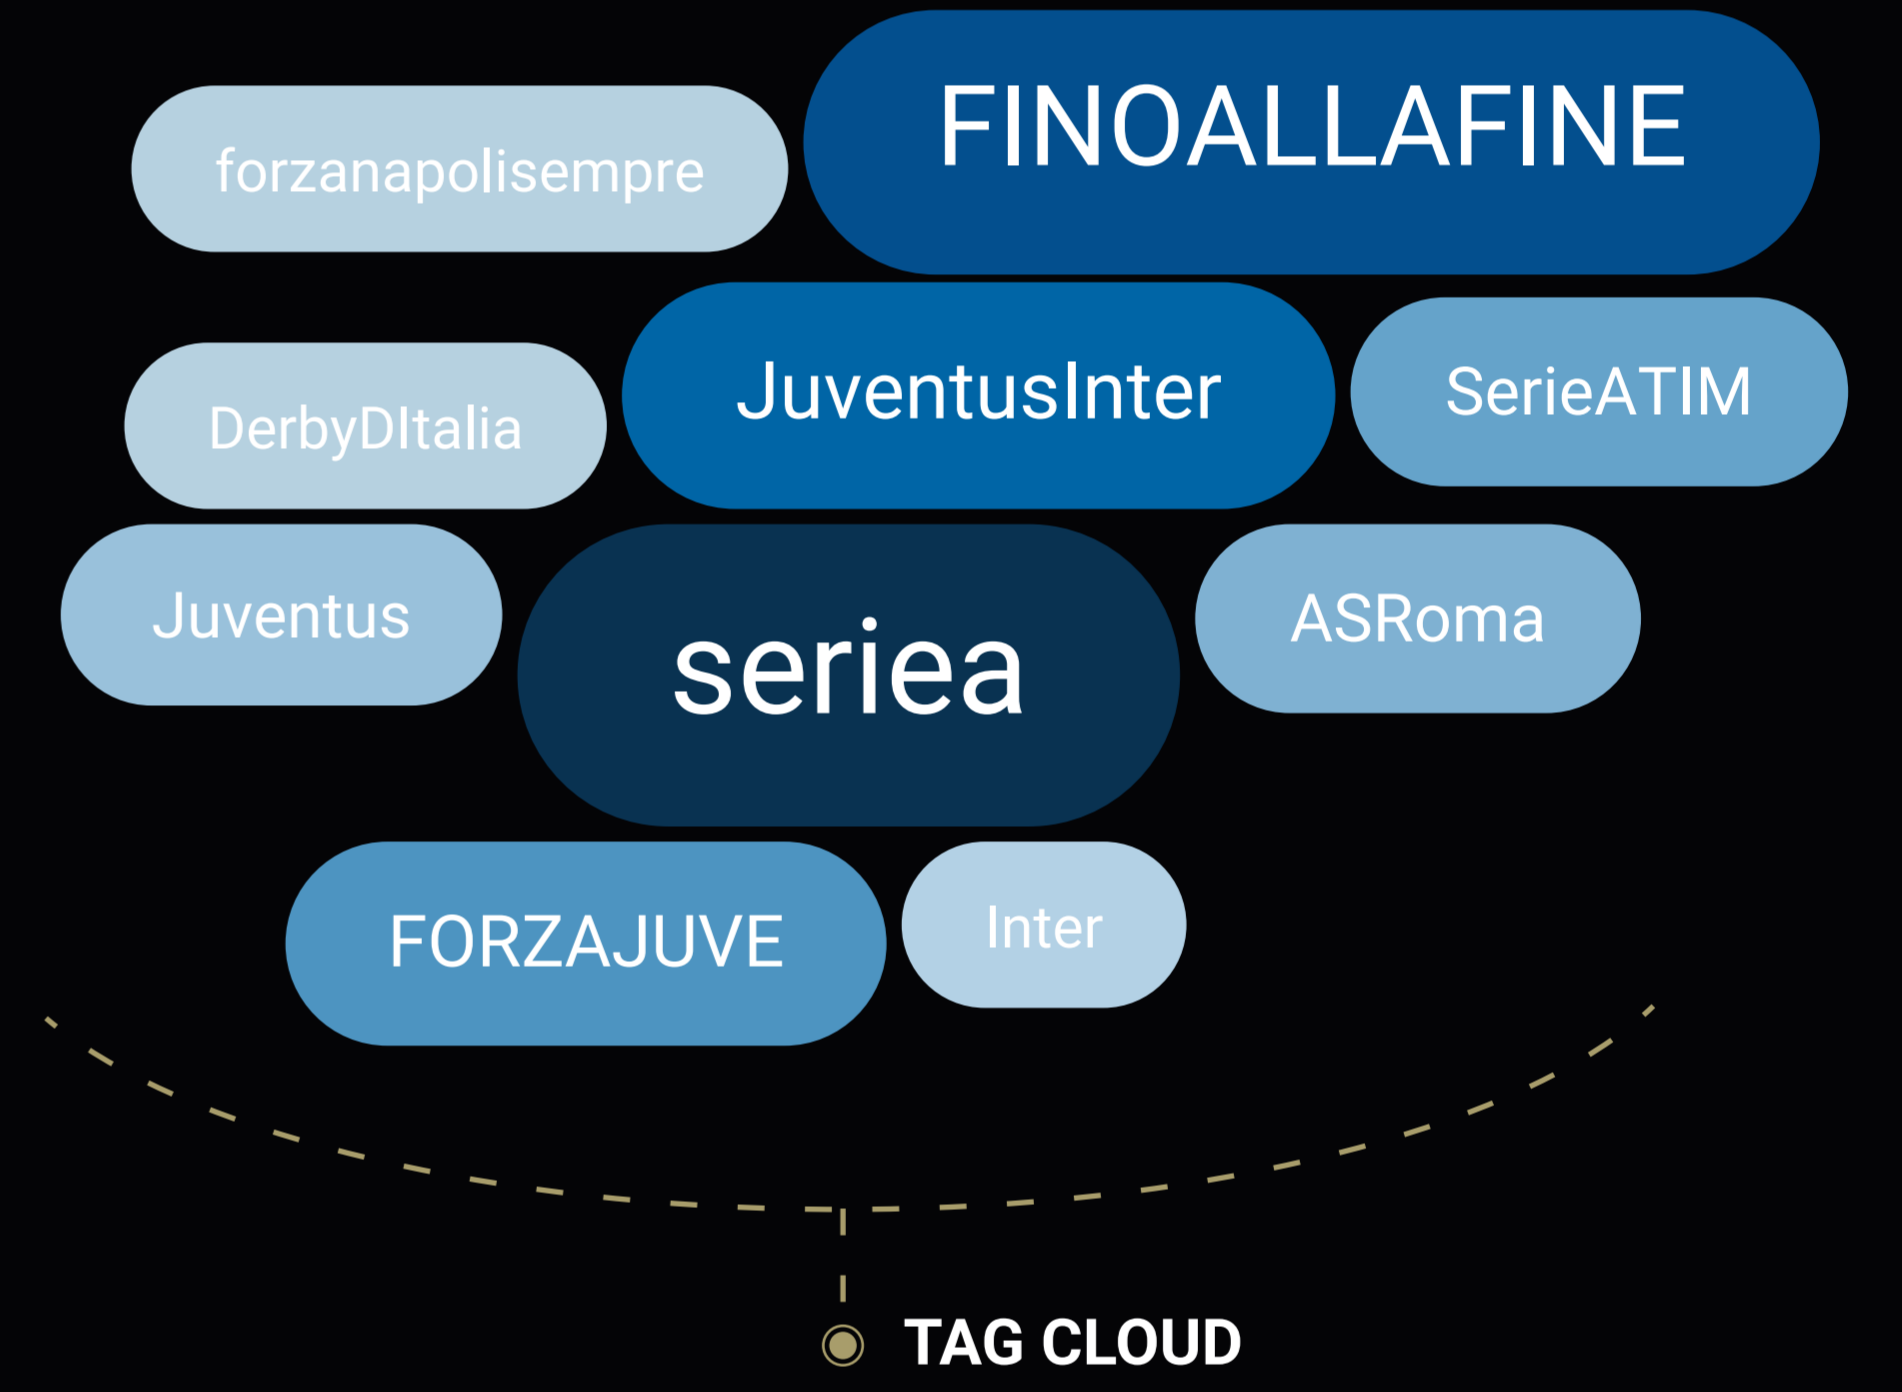 FINOALLAFINE
forzanapolisempre
JuventusInter
SerieATIM
DerbyDItalia
Juventus
seriea
ASRoma
FORZAJUVE
Inter
TAG CLOUD